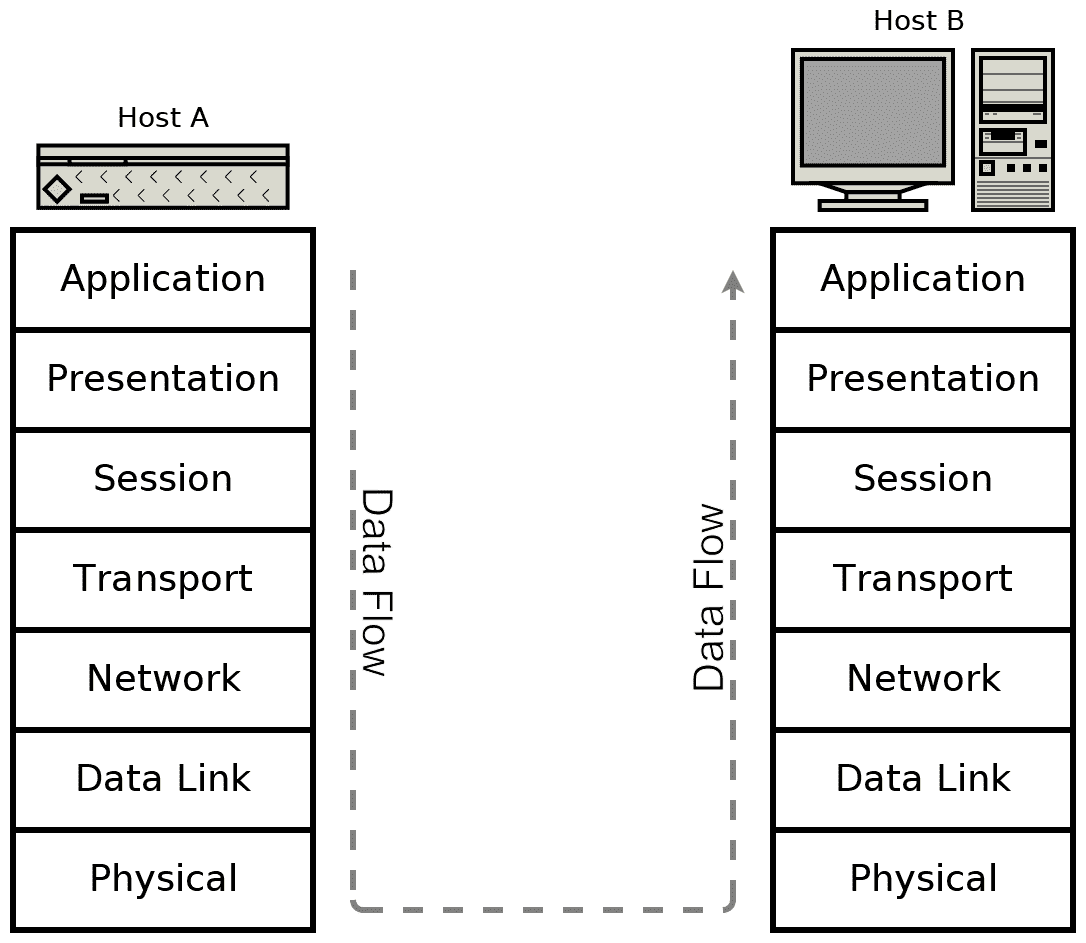 Host A
Application
Presentation
Session
Transport
Network
Data Link
Physical
Data Flow
Data Flow
Host B
Application
Presentation
Session
Transport
Network
Data Link
Physical